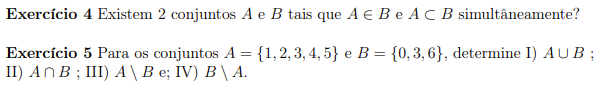 Exercício 4 Existem 2 conjuntos A e B tais que A ∈ B e A ⊂ B simultâneamente?
Exercício 5 Para os conjuntos A = {1, 2, 3, 4, 5} e B = {0, 3, 6}, determine I) A ∪ B ;
II) A ∩ B ; III) A \ B e; IV) B \ A.